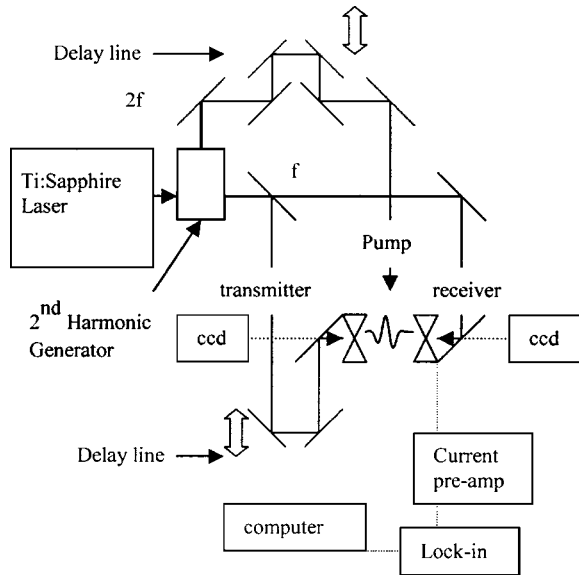 Delay line
2f
Ti:Sapphire
Laser
f
Pump
transmitter
receiver
2nd Harmonic
Generator
ccd
ccd
Delay line
Current
pre-amp
computer
Lock-in